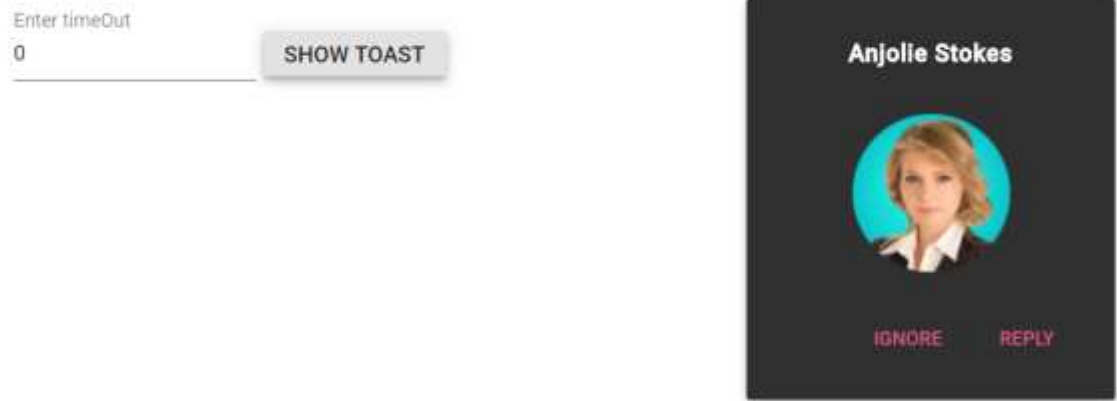 Enter timeOut
0
SHOW TOAST
Anjolie Stokes
IGNORE
REPLY